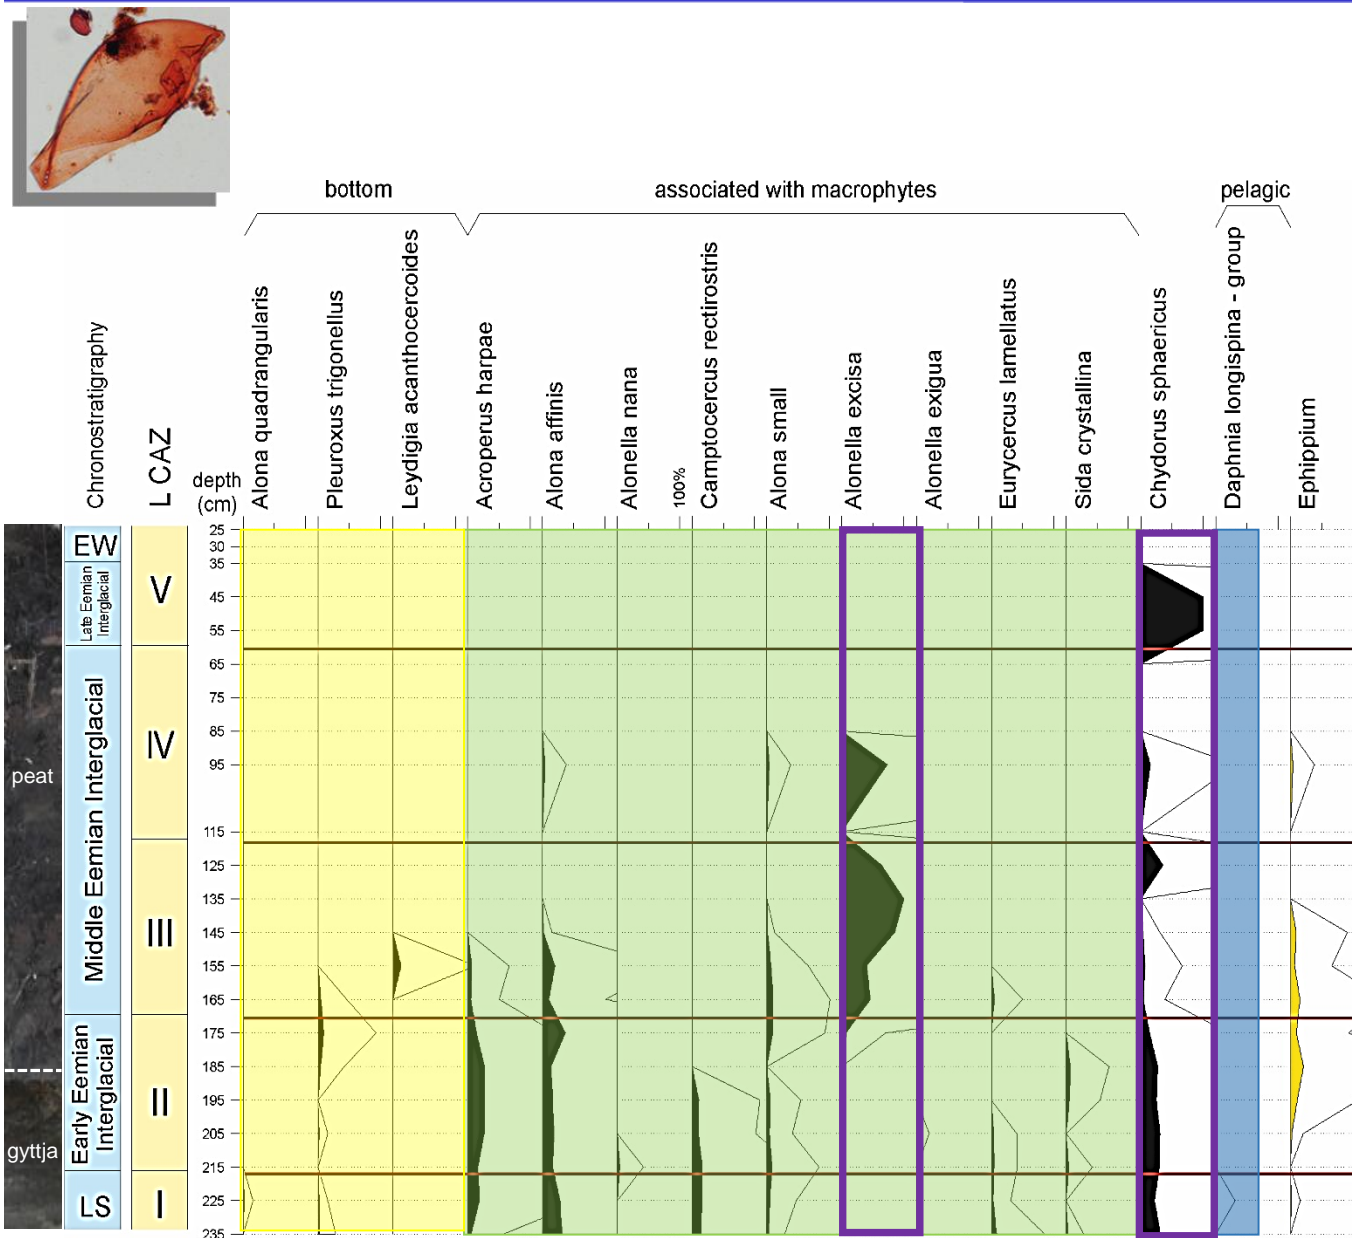 bottom
associated with macrophytes
pelagic
Chronostratigraphy
L CAZ
depth
(cm)
Alona quadrangularis
Pleuroxus trigonellus
Leydigia acanthocercoides
Acroperus harpae
Alona affinis
Alonella nana
100%
Camptocercus rectirostris
Alona small
Alonella excisa
Alonella exigua
Eurycercus lamellatus
Sida crystallina
Chydorus sphaericus
Daphnia longispina - group
Ephippium
peat
gyttja
EW
Late Eemian
Interglacial
Middle Eemian Interglacial
Early Eemian
Interglacial
LS
V
IV
III
II
I
25
30
35
45
55
65
75
85
95
115
125
135
145
155
165
175
185
195
205
215
225
235